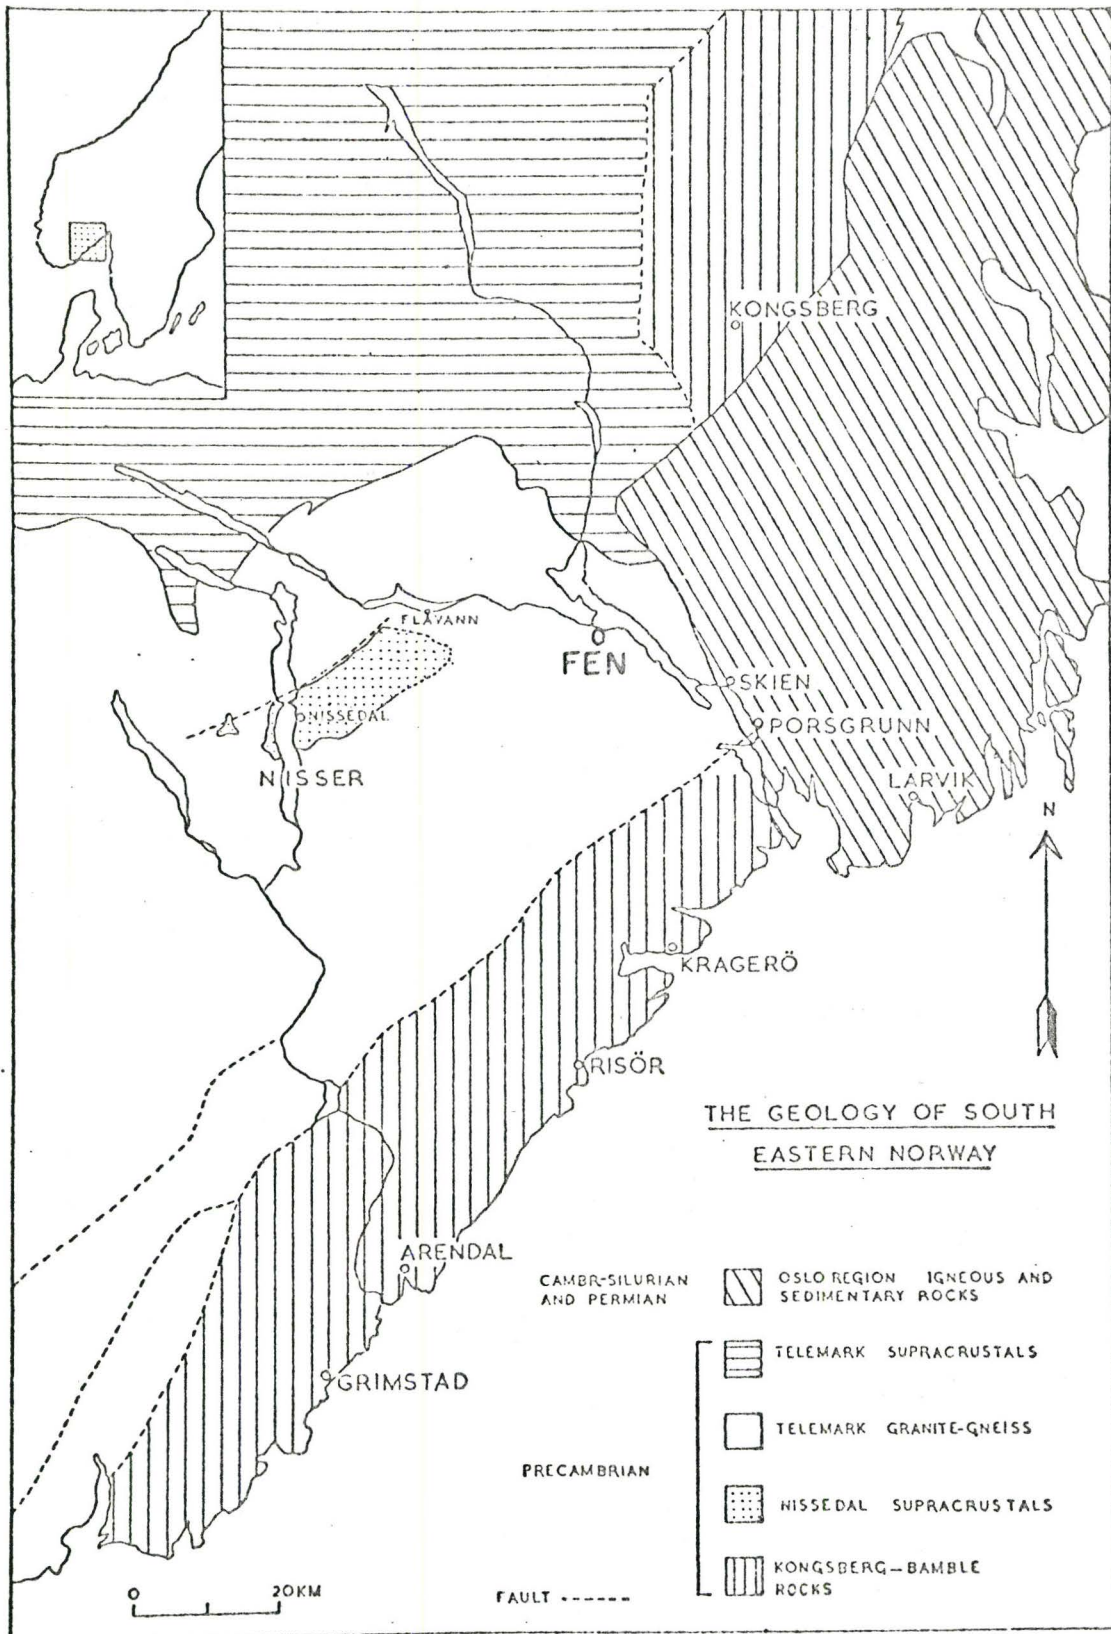 KONGSBERG
FLÅVANN
FEN
SKIEN
NISSEDAL
PORSGRUNN
NISSER
LARVIK
N
KRAGERÖ
RISÖR
THE GEOLOGY OF SOUTH
EASTERN NORWAY
ARENDAL
CAMBR-SILURIAN
AND PERMIAN
OSLO REGION IGNEOUS AND
SEDIMENTARY ROCKS
TELEMARK SUPRACRUSTALS
GRIMSTAD
TELEMARK GRANITE-GNEISS
PRECAMBRIAN
NISSEDAL SUPRACRUSTALS
KONGSBERG-BAMBLE
ROCKS
0 20KM
FAULT